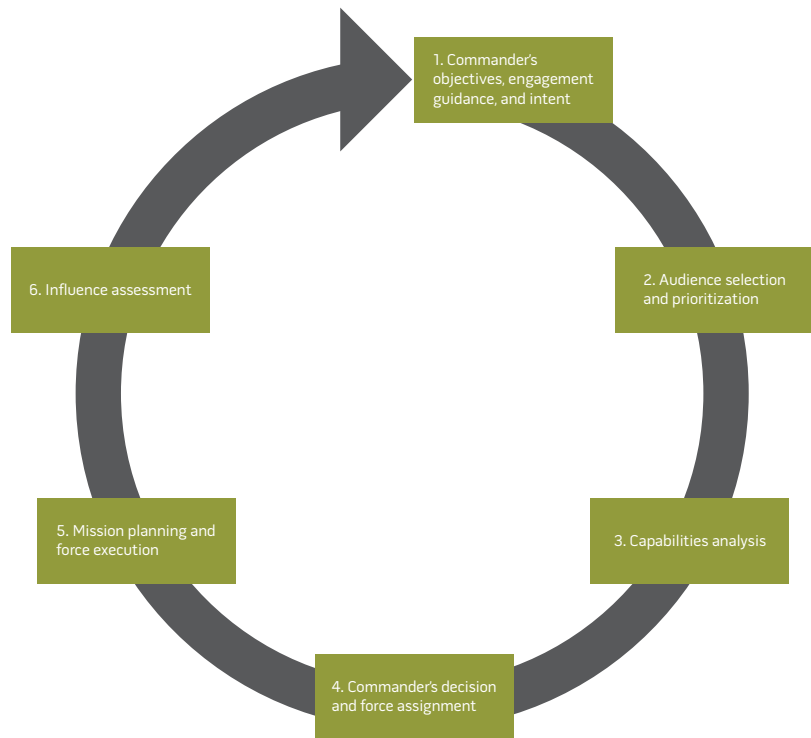 1. Commander's
objectives, engagement
guidance, and intent
2. Audience selection
and prioritization
3. Capabilities analysis
4. Commander's decision
and force assignment
5. Mission planning and
force execution
6. Influence assessment